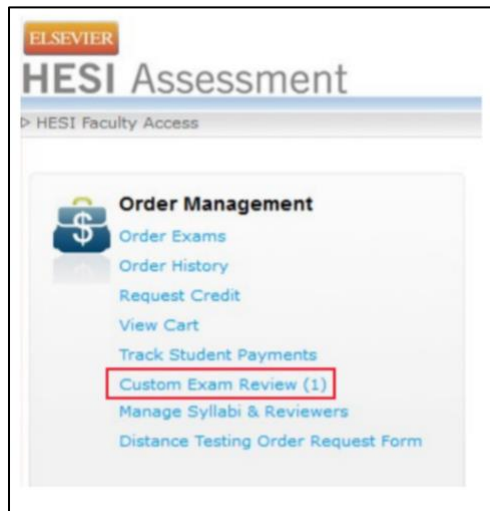 ELSEVIER
HESI Assessment
> HESI Faculty Access
Order Management
$
Order Exams
Order History
Request Credit
View Cart
Track Student Payments
Custom Exam Review (1)
Manage Syllabi & Reviewers
Distance Testing Order Request Form